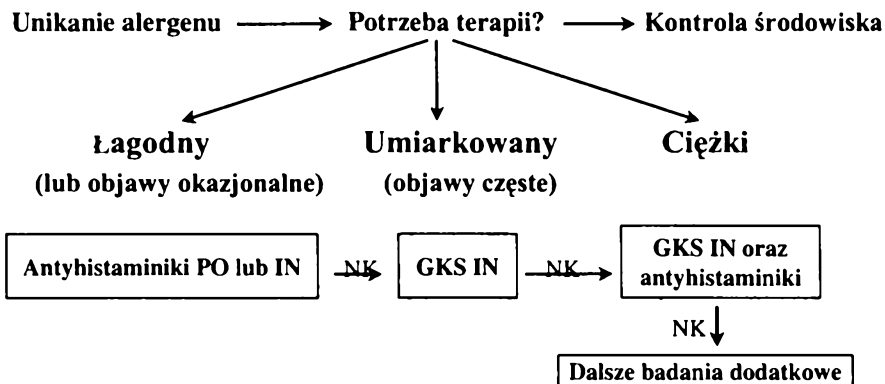 Unikanie alergenu Potrzeba terapii? Kontrola środowiska
Łagodny Umiarkowany Ciężki
(lub objawy okazjonalne) (objawy częste)
Antyhistaminiki PO lub IN NK GKS IN NK GKS IN oraz
antyhistaminiki
NK
Dalsze badania dodatkowe